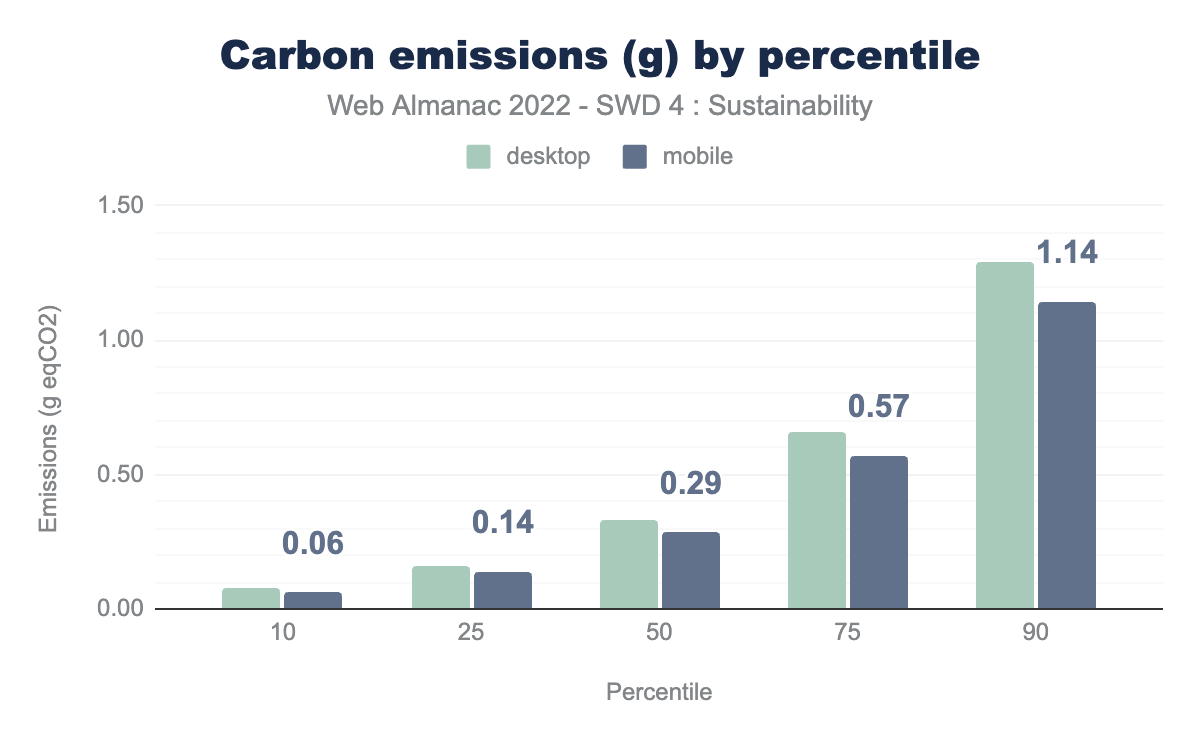 Carbon emissions (g) by percentile
Web Almanac 2022 - SWD 4 : Sustainability
desktop mobile
Emissions (g eqCO2)
1.50
1.00
0.50
0.00
0.06
0.14
0.29
0.57
1.14
10 25 50 75 90
Percentile